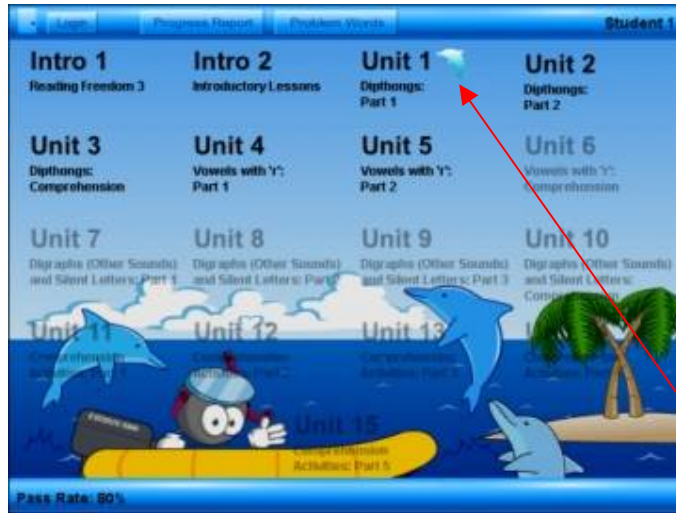 Login Progress Report Problem Words Student 1
Intro 1 Intro 2 Unit 1 Unit 2
Reading Freedom 3 Introductory Lessons Dipthongs: Dipthongs:
Part 1 Part 2
Unit 3 Unit 4 Unit 5 Unit 6
Dipthongs: Vowels with 'r': Vowels with 'r': Vowels with 'r':
Comprehension Part 1 Part 2 Comprehension
Unit 7 Unit 8 Unit 9 Unit 10
Digraphs (Other Sounds) Digraphs (Other Sounds) Digraphs (Other Sounds) Digraphs (Other Sounds)
and Silent Letters: Part 1 and Silent Letters: Part and Silent Letters: Part 3 and Silent Letters:
Unit 11 Unit 12 Unit 13
Unit 15
Comprehension
Activities: Part 5
Pass Rate: 80%